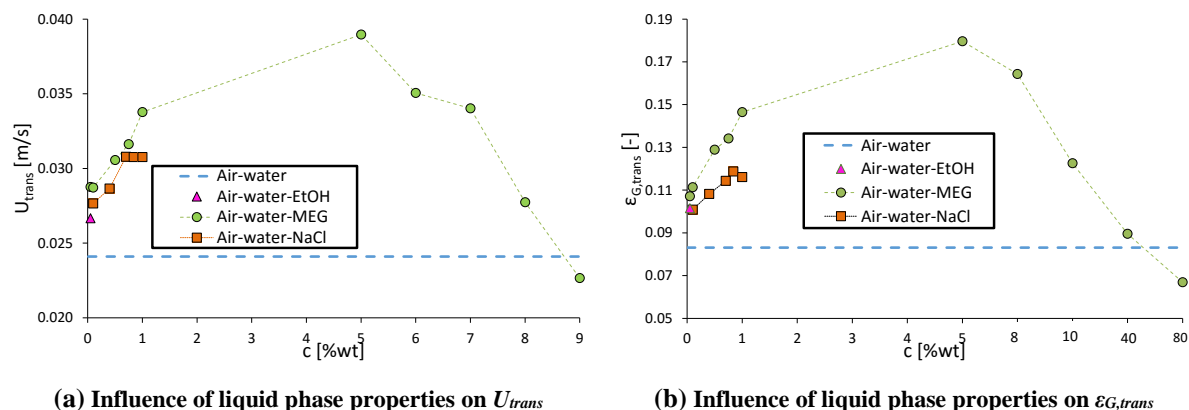 0.040
0.035
0.030
0.025
0.020
U_trans [m/s]
0 1 2 3 4 5 6 7 8 9
c [%wt]
Air-water
Air-water-EtOH
Air-water-MEG
Air-water-NaCl
(a) Influence of liquid phase properties on U_trans
0.19
0.17
0.15
0.13
0.11
0.09
0.07
0.05
ε_G,trans [-]
0 1 2 3 4 5 8 10 40 80
c [%wt]
Air-water
Air-water-EtOH
Air-water-MEG
Air-water-NaCl
(b) Influence of liquid phase properties on ε_G,trans